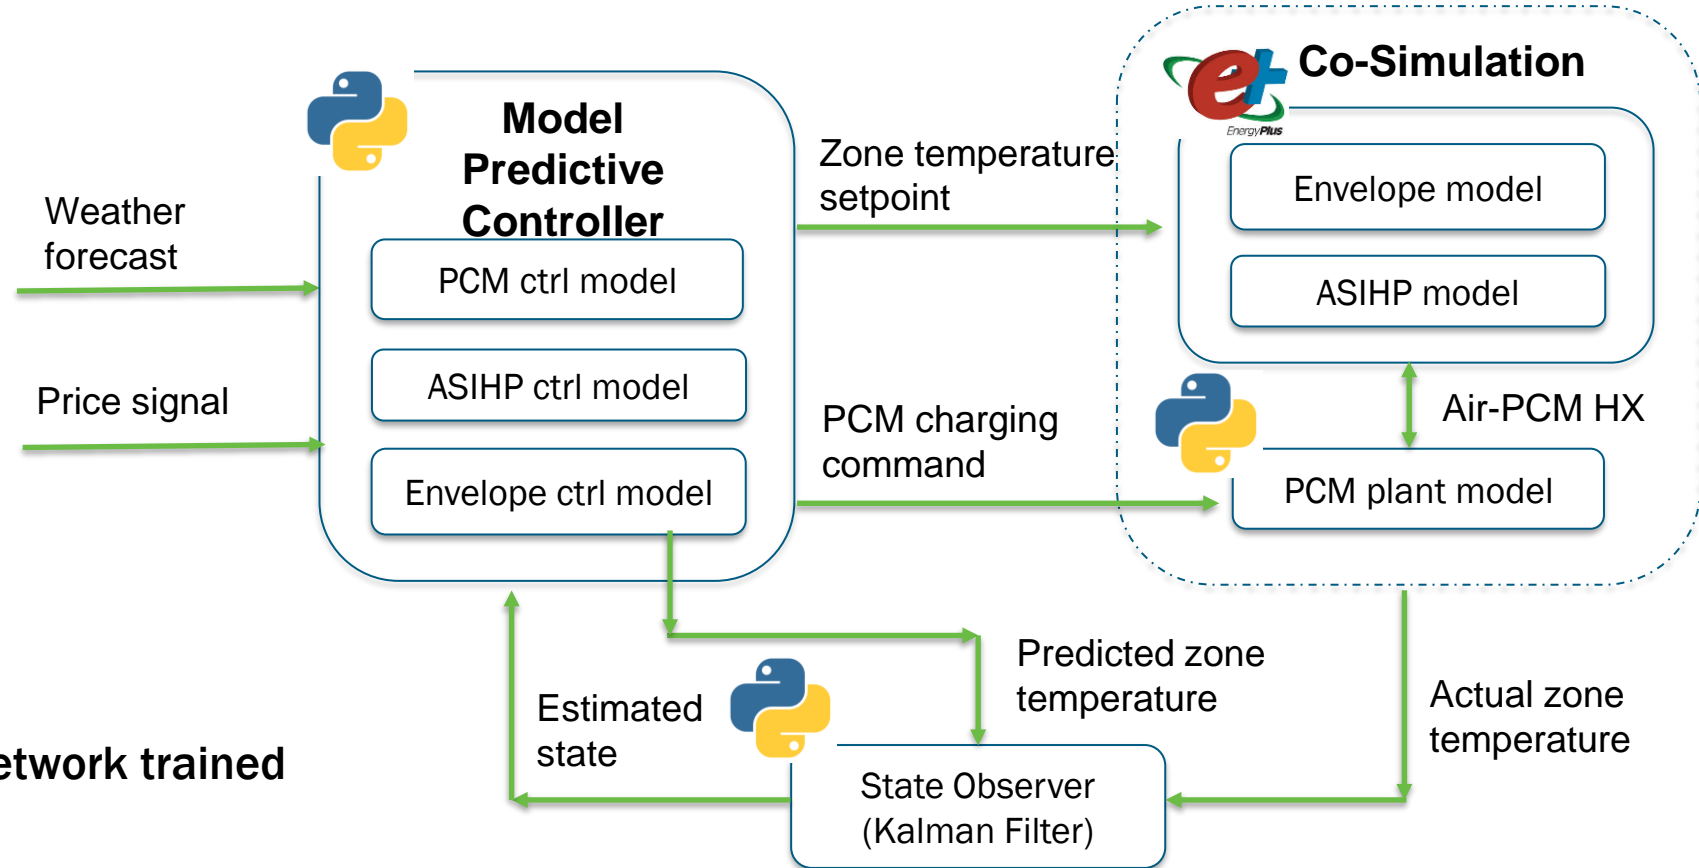 Co-Simulation
EnergyPlus
Model
Predictive
Controller
Zone temperature
setpoint
Envelope model
Weather
forecast
PCM ctrl model
ASIHP model
Price signal
ASIHP ctrl model
PCM charging
command
Air-PCM HX
Envelope ctrl model
PCM plant model
Predicted zone
temperature
Estimated
state
Actual zone
temperature
etwork trained
State Observer
(Kalman Filter)